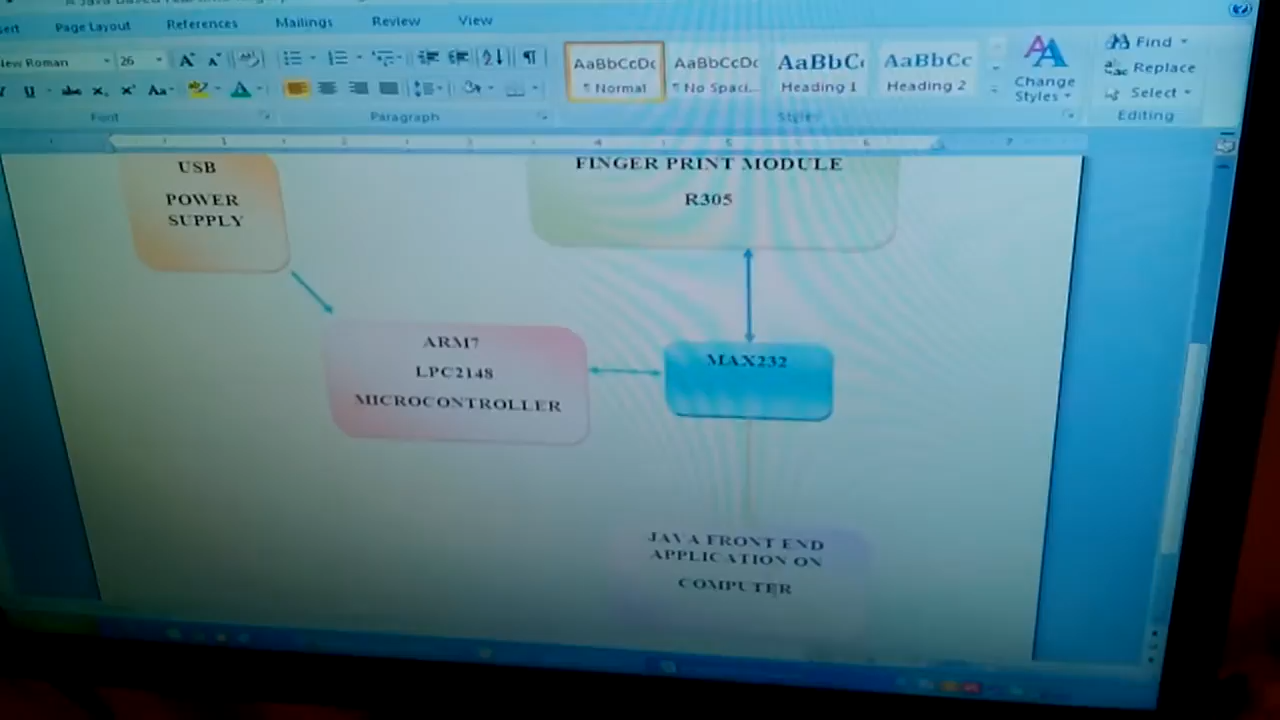 Page Layout
References
Mailings
Review
View
New Roman
26
AaBbCcDc
¶ Normal
AaBbCcDc
¶ No Spaci...
AaBbC
Heading 1
AaBbCc
Heading 2
Change
Styles
Find
Replace
Select
Font
Paragraph
Styles
Editing
USB
POWER
SUPPLY
FINGER PRINT MODULE
R305
ARM7
LPC2148
MICROCONTROLLER
MAX232
JAVA FRONT END
APPLICATION ON
COMPUTER